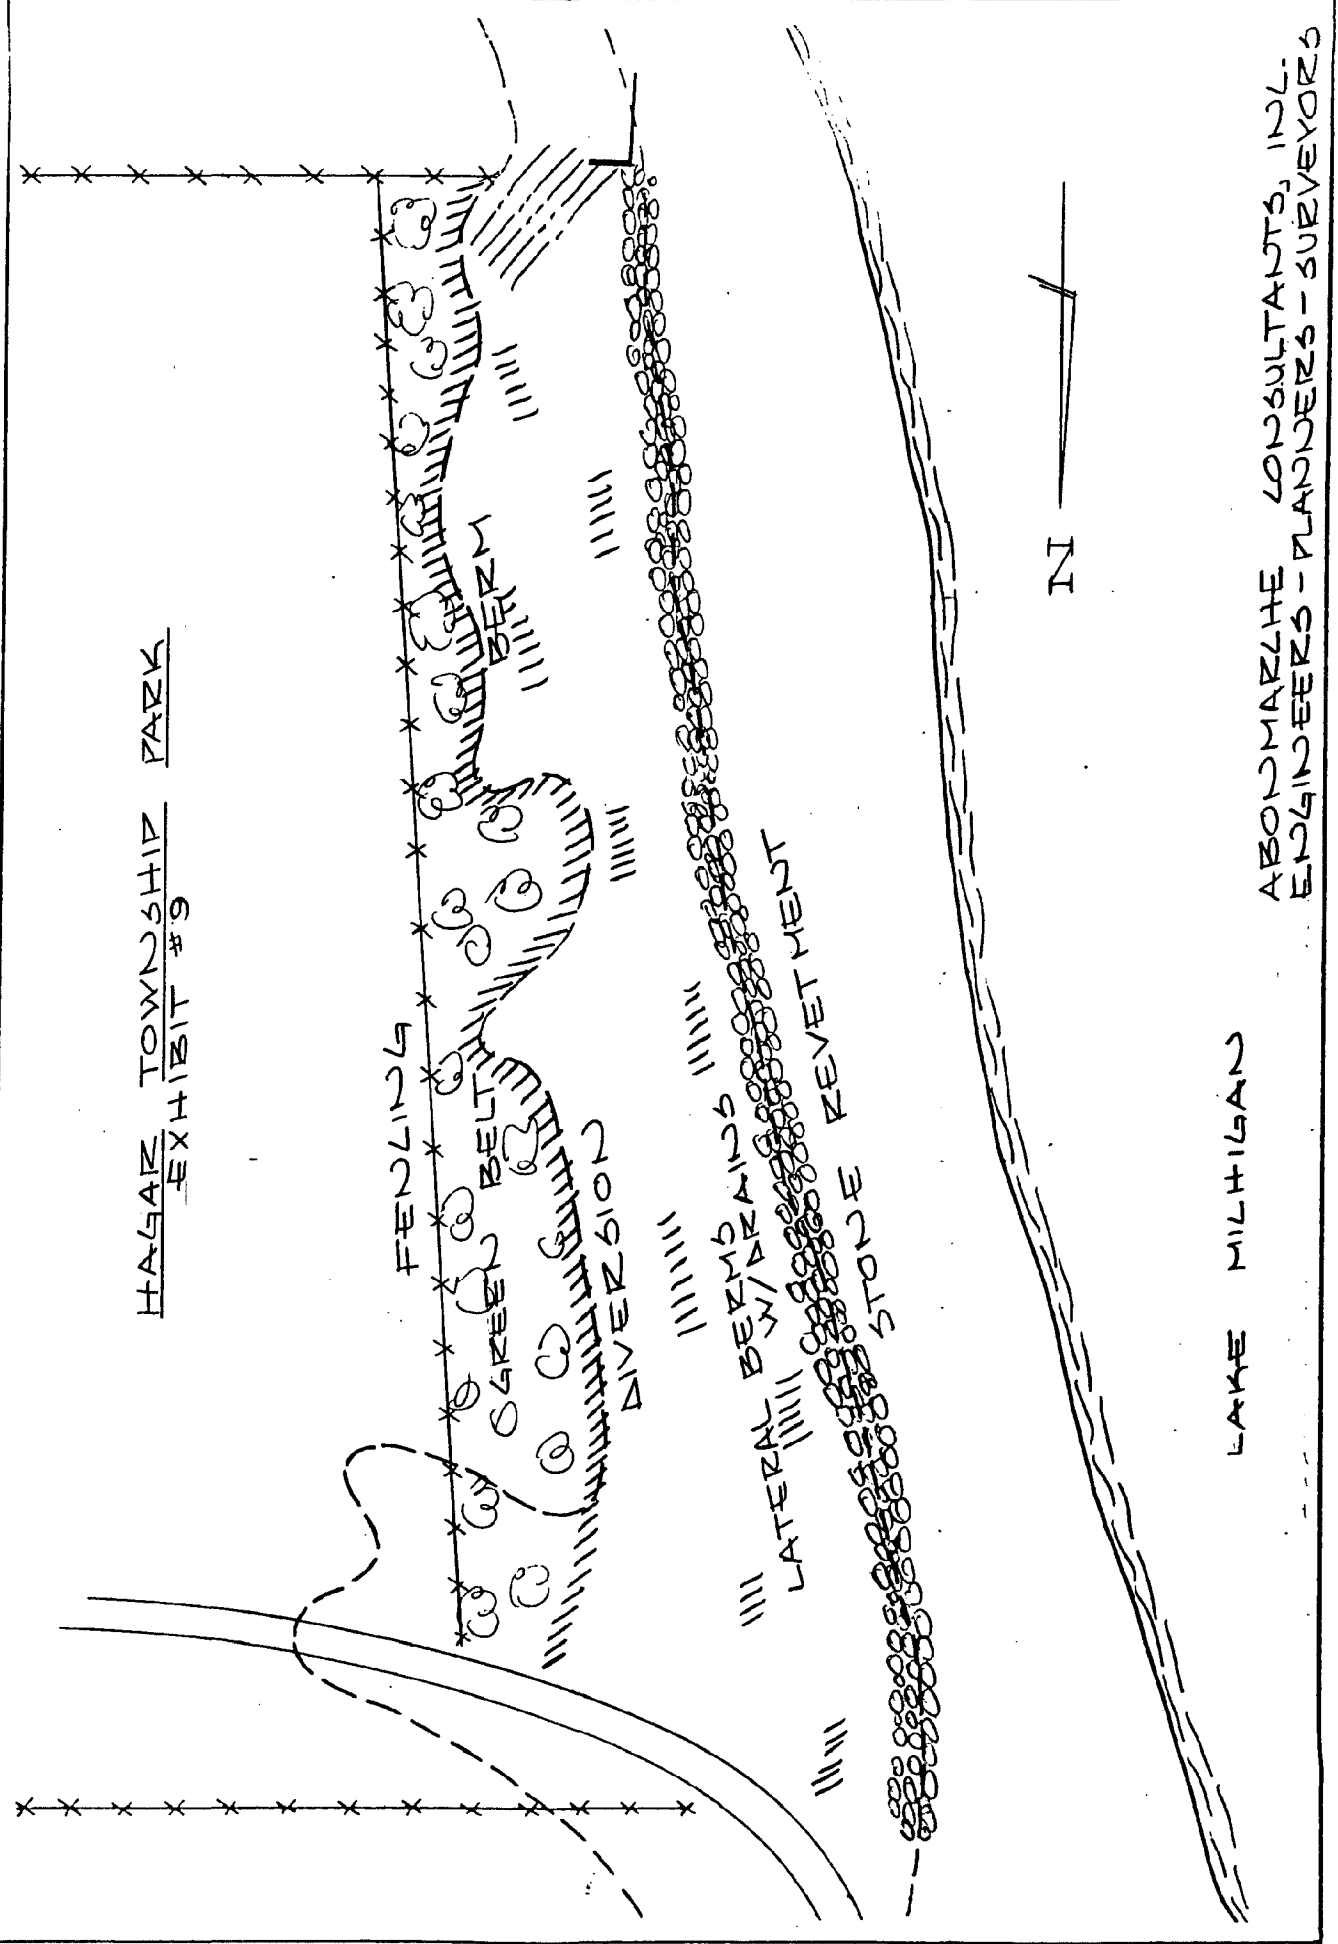 HAGAR TOWNSHIP PARK
EXHIBIT #9
FENCING
GREEN BELT
DIVERSION
BERM
LATERAL BERMS
W/DRAINS
STONE REVETMENT
N
LAKE MICHIGAN
ABONMARCHE CONSULTANTS, INC.
ENGINEERS - PLANNERS - SURVEYORS